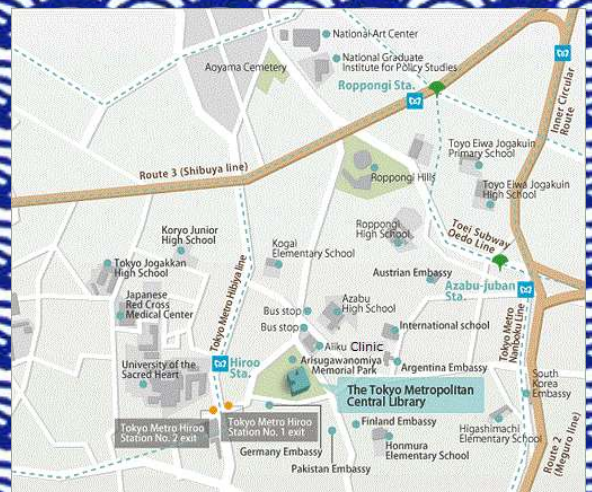 National Art Center
National Graduate
Institute for Policy Studies
Aoyama Cemetery
Roppongi Sta.
Inner Circular
Route
Toyo Eiwa Jogakuin
Primary School
Route 3 (Shibuya line)
Roppongi Hills
Toyo Eiwa Jogakuin
High School
Roppongi
High School
Toei Subway
Oedo Line
Koryo Junior
High School
Kogai
Elementary School
Tokyo Jogakkan
High School
Austrian Embassy
Azabu-juban
Sta.
Japanese
Red Cross
Medical Center
Tokyo Metro Hibiya line
Azabu
High School
Bus stop
Bus stop
International school
Tokyo Metro
Nanboku Line
Aiiku Clinic
Hiroo
Sta.
Arisugawanomiya
Memorial Park
Argentina Embassy
University of the
Sacred Heart
The Tokyo Metropolitan
Central Library
South
Korea
Embassy
Tokyo Metro Hiroo
Station No. 2 exit
Tokyo Metro Hiroo
Station No. 1 exit
Finland Embassy
Higashimachi
Elementary School
Germany Embassy
Honmura
Elementary School
Pakistan Embassy
Route 2
(Meguro line)